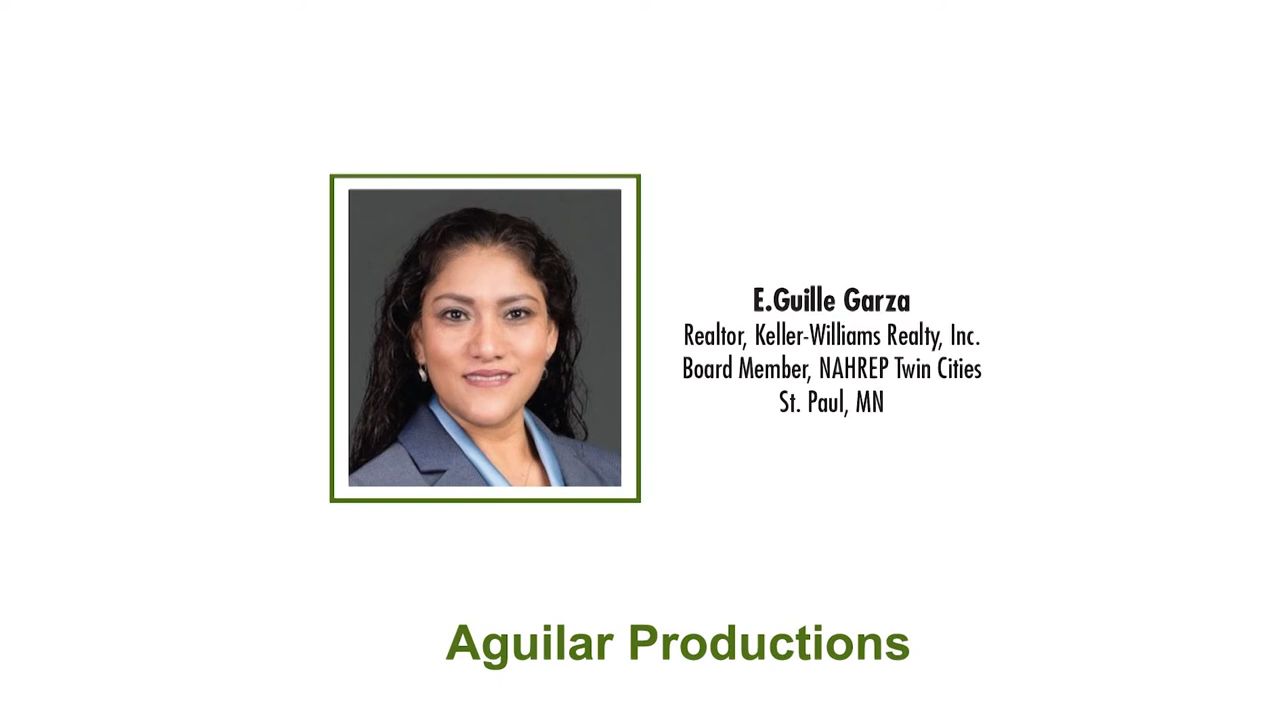 E.Guille Garza
Realtor, Keller-Williams Realty, Inc.
Board Member, NAHREP Twin Cities
St. Paul, MN
Aguilar Productions